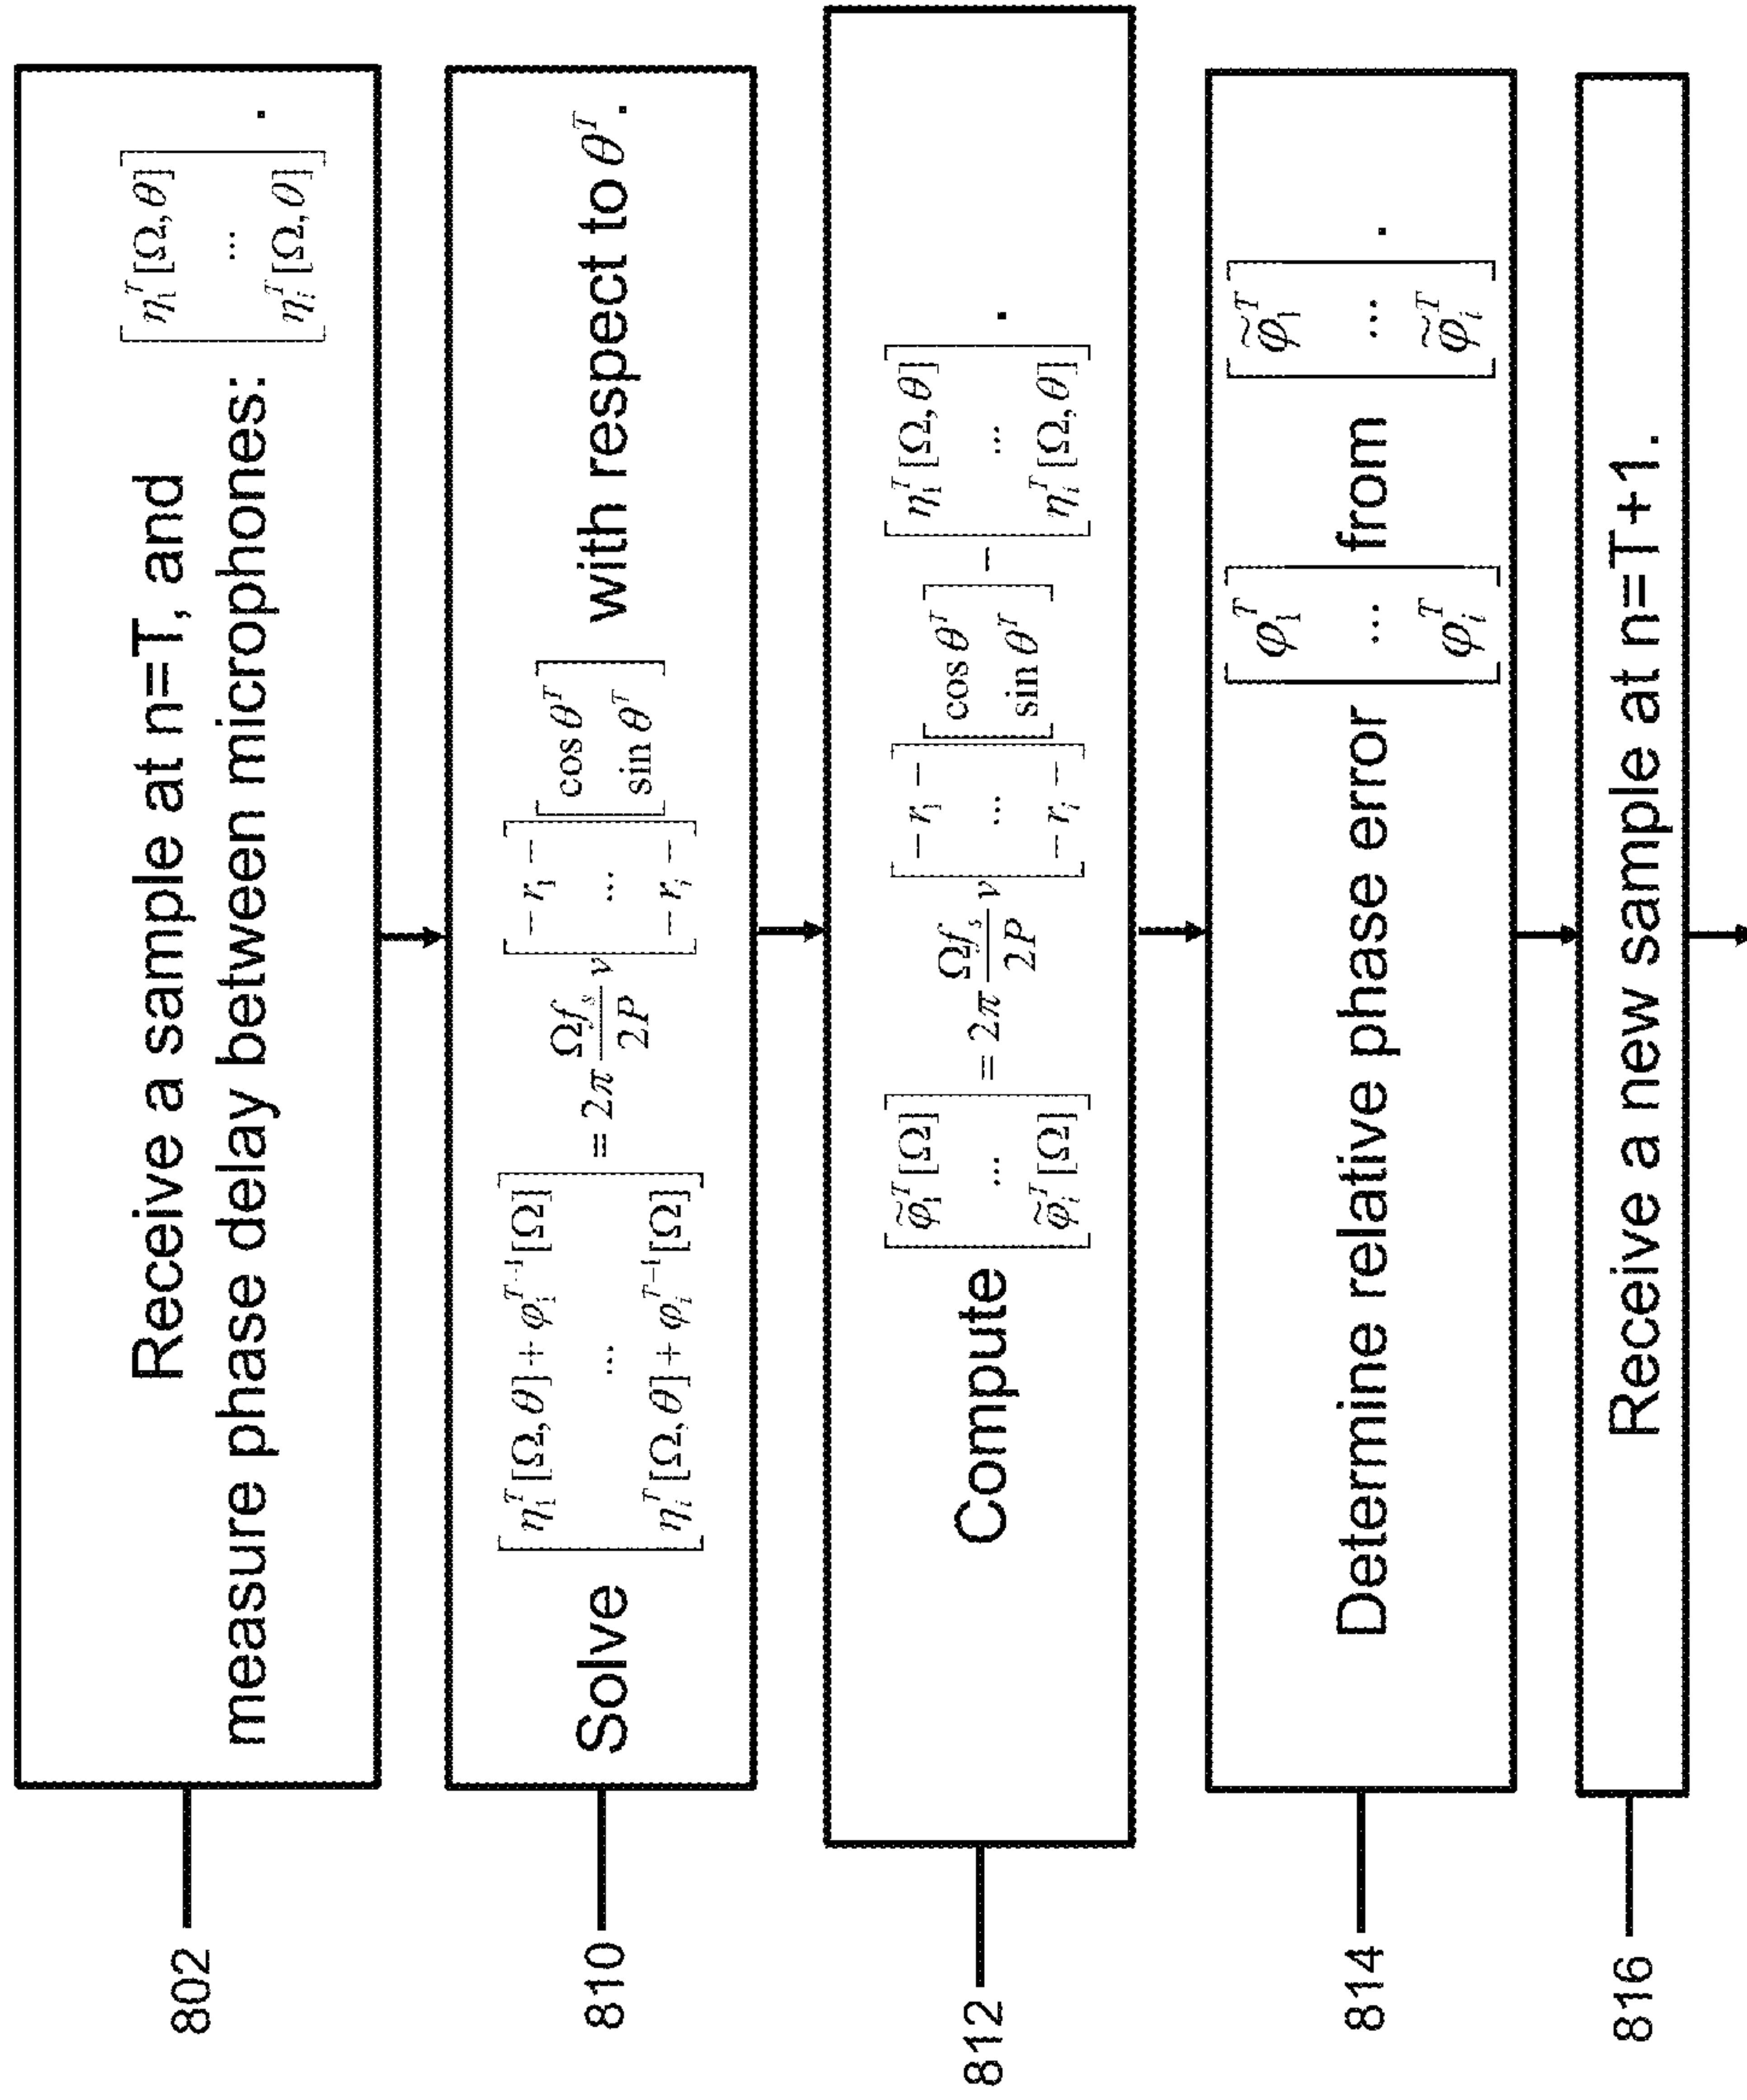 802
Receive a sample at n=T, and
measure phase delay between microphones: [η₁ᵀ[Ω,θ] ... ηᵢᵀ[Ω,θ]] .
810
Solve [η₁ᵀ[Ω,θ] + φ₁ᵀ⁻¹[Ω] ... ηᵢᵀ[Ω,θ] + φᵢᵀ⁻¹[Ω]] = 2π Ωfₛ/2P v [− r₁ − ... − rᵢ −] [cos θᵀ sin θᵀ] with respect to θᵀ.
812
Compute [φ̃₁ᵀ[Ω] ... φ̃ᵢᵀ[Ω]] = 2π Ωfₛ/2P v [− r₁ − ... − rᵢ −] [cos θᵀ sin θᵀ] − [η₁ᵀ[Ω,θ] ... ηᵢᵀ[Ω,θ]] .
814
Determine relative phase error [φ₁ᵀ ... φᵢᵀ] from [φ̃₁ᵀ ... φ̃ᵢᵀ] .
816
Receive a new sample at n=T+1.